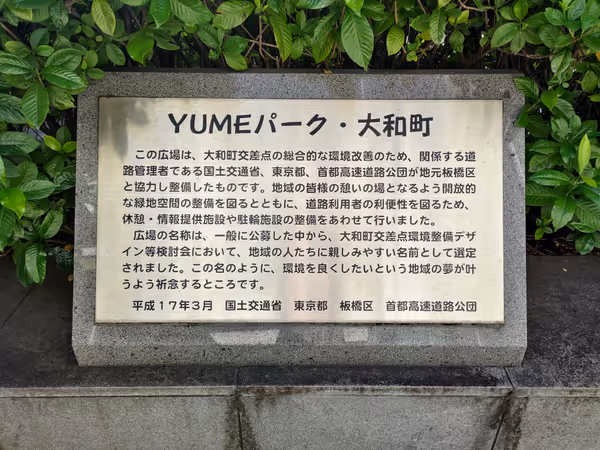 YUMEパーク・大和町
この広場は、大和町交差点の総合的な環境改善のため、関係する道
路管理者である国土交通省、東京都、首都高速道路公団が地元板橋区
と協力し整備したものです。地域の皆様の憩いの場となるよう開放的
な緑地空間の整備を図るとともに、道路利用者の利便性を図るため、
休憩・情報提供施設や駐輪施設の整備をあわせて行いました。
広場の名称は、一般に公募した中から、大和町交差点環境整備デザ
イン等検討会において、地域の人たちに親しみやすい名前として選定
されました。この名のように、環境を良くしたいという地域の夢が叶
うよう祈念するところです。
平成17年3月 国土交通省 東京都 板橋区 首都高速道路公団